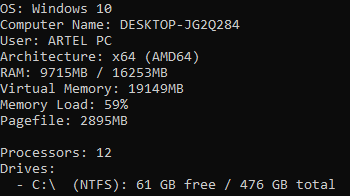 OS: Windows 10
Computer Name: DESKTOP-JG2Q284
User: ARTEL PC
Architecture: x64 (AMD64)
RAM: 9715MB / 16253MB
Virtual Memory: 19149MB
Memory Load: 59%
Pagefile: 2895MB
Processors: 12
Drives:
- C:\ (NTFS): 61 GB free / 476 GB total